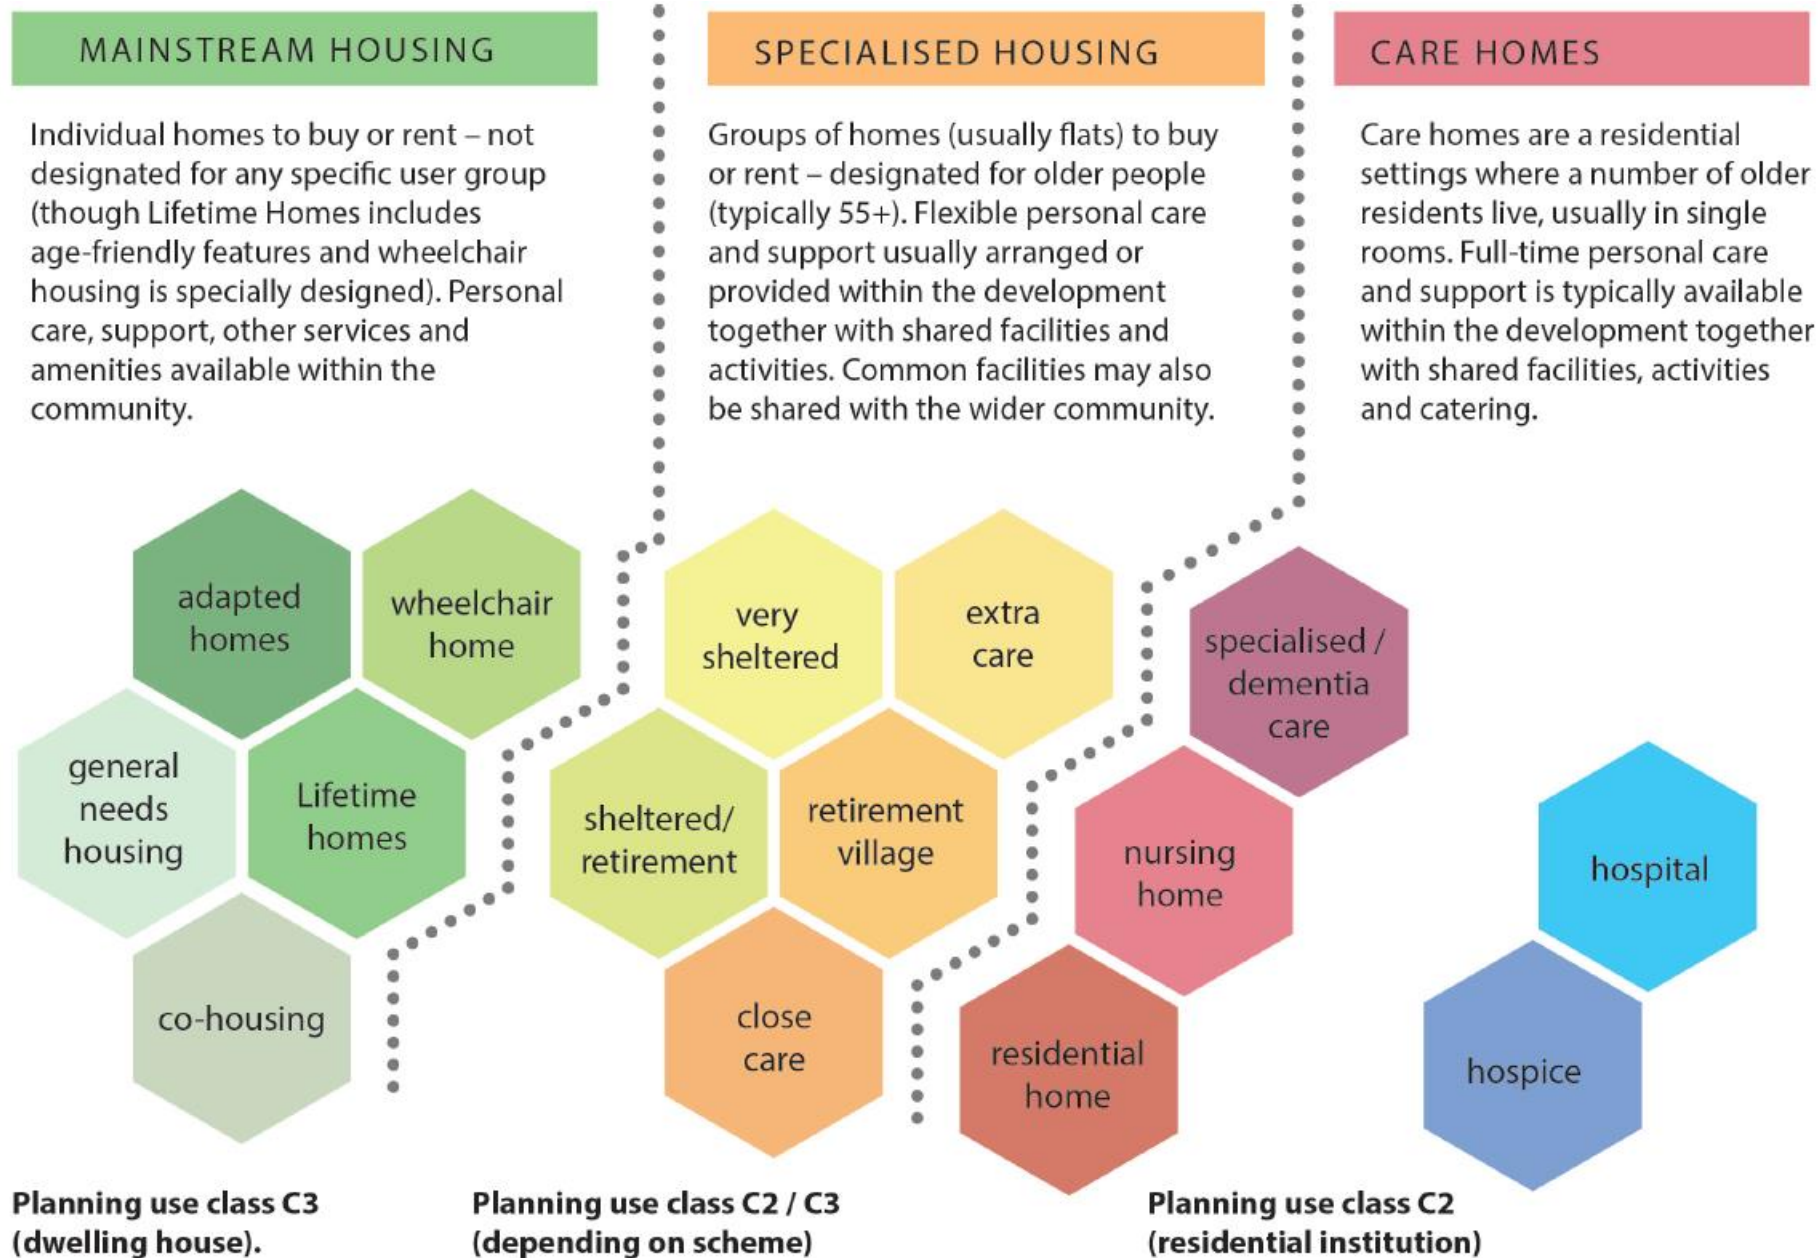 MAINSTREAM HOUSING
Individual homes to buy or rent – not
designated for any specific user group
(though Lifetime Homes includes
age-friendly features and wheelchair
housing is specially designed). Personal
care, support, other services and
amenities available within the
community.
SPECIALISED HOUSING
Groups of homes (usually flats) to buy
or rent – designated for older people
(typically 55+). Flexible personal care
and support usually arranged or
provided within the development
together with shared facilities and
activities. Common facilities may also
be shared with the wider community.
CARE HOMES
Care homes are a residential
settings where a number of older
residents live, usually in single
rooms. Full-time personal care
and support is typically available
within the development together
with shared facilities, activities
and catering.
adapted
homes
wheelchair
home
general
needs
housing
Lifetime
homes
co-housing
very
sheltered
extra
care
sheltered/
retirement
retirement
village
close
care
specialised /
dementia
care
nursing
home
residential
home
hospital
hospice
Planning use class C3
(dwelling house).
Planning use class C2 / C3
(depending on scheme)
Planning use class C2
(residential institution)